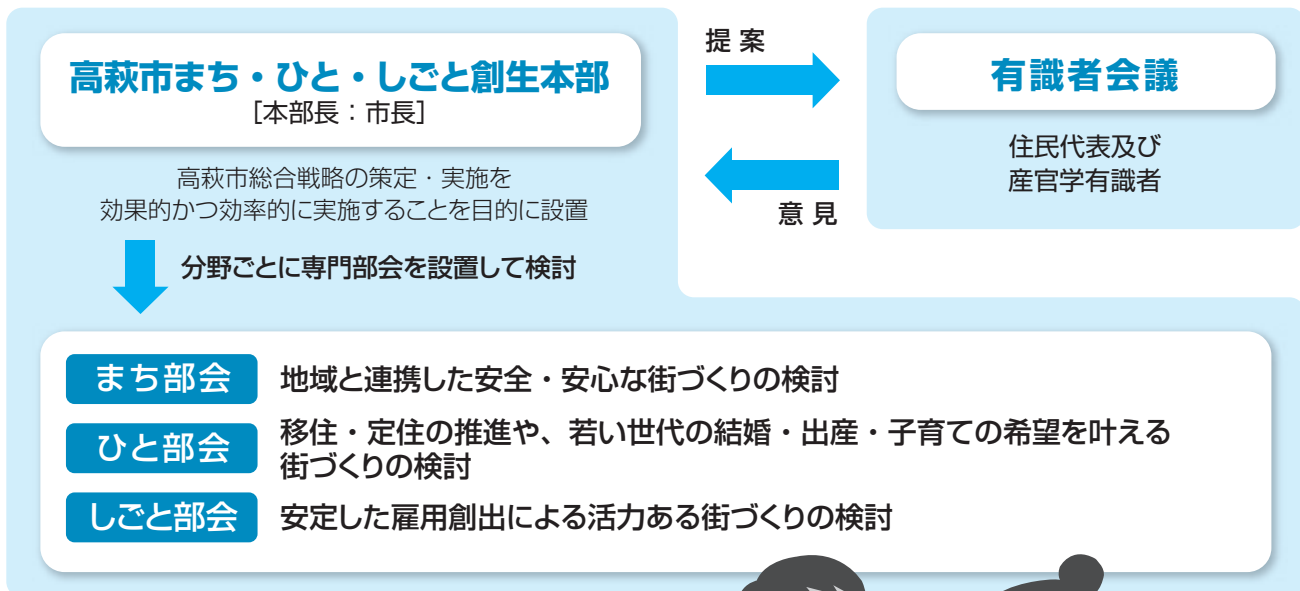 高萩市まち・ひと・しごと創生本部
［本部長：市長］
高萩市総合戦略の策定・実施を
効果的かつ効率的に実施することを目的に設置
分野ごとに専門部会を設置して検討
提案
意見
有識者会議
住民代表及び
産官学有識者
まち部会 地域と連携した安全・安心な街づくりの検討
ひと部会 移住・定住の推進や、若い世代の結婚・出産・子育ての希望を叶える
街づくりの検討
しごと部会 安定した雇用創出による活力ある街づくりの検討